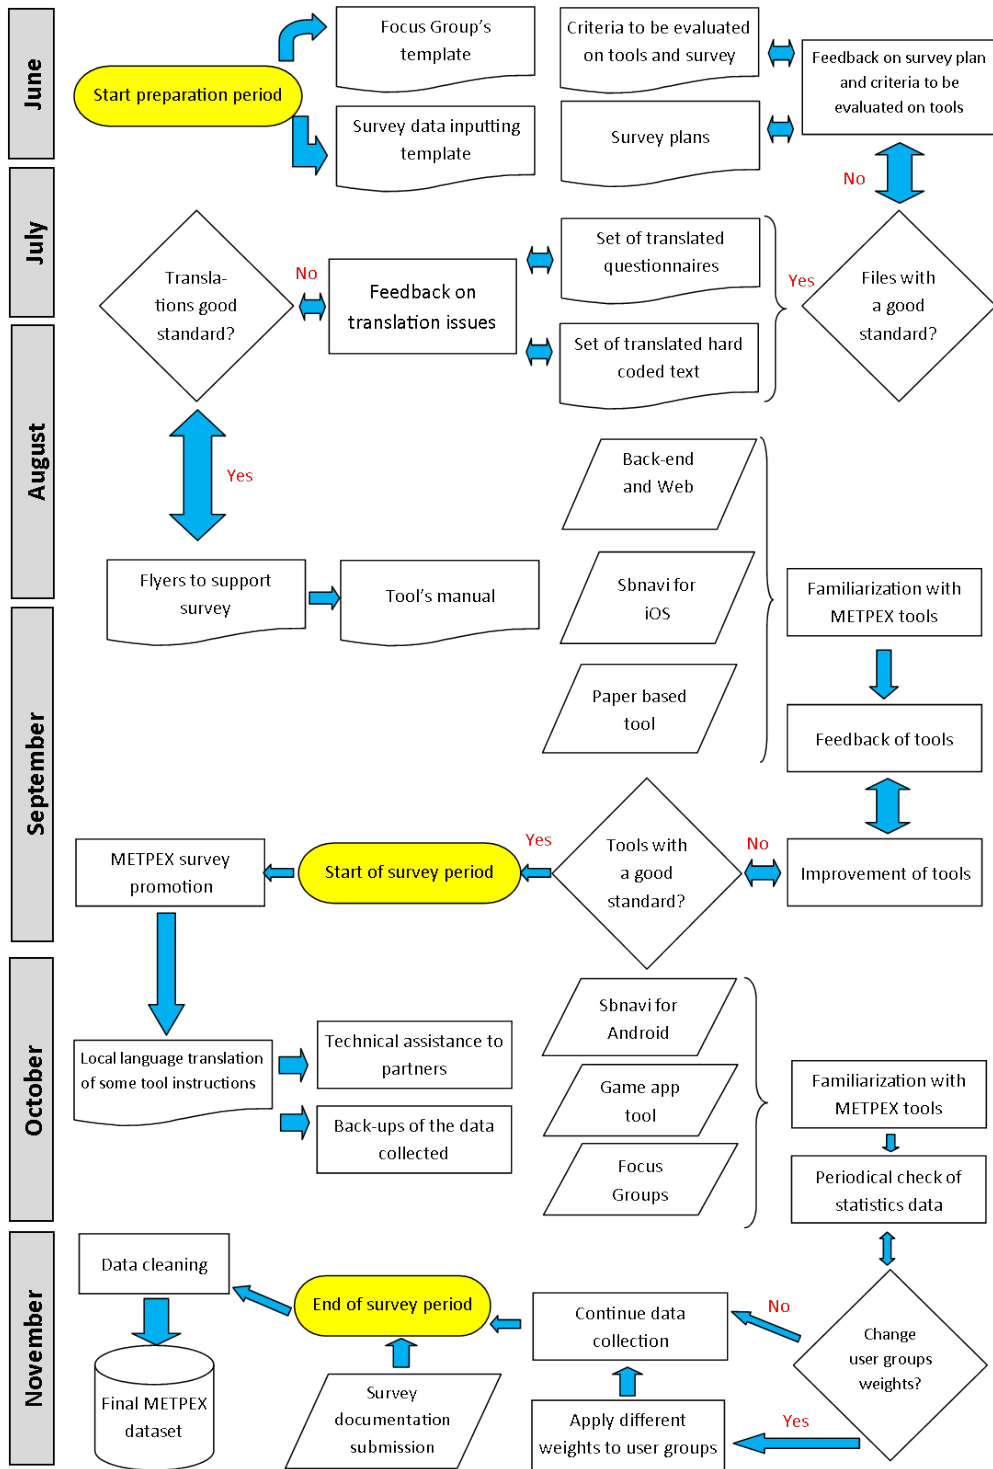 June
Start preparation period
Focus Group's
template
Survey data inputting
template
Criteria to be evaluated
on tools and survey
Survey plans
Feedback on survey plan
and criteria to be
evaluated on tools
No
July
Transla-
tions good
standard?
No
Feedback on
translation issues
Set of translated
questionnaires
Set of translated hard
coded text
Yes
Files with
a good
standard?
August
Yes
Back-end
and Web
Flyers to support
survey
Tool's manual
Sbnavi for
iOS
Familiarization with
METPEX tools
September
Paper based
tool
Feedback of tools
METPEX survey
promotion
Start of survey period
Yes
Tools with
a good
standard?
No
Improvement of tools
October
Local language translation
of some tool instructions
Technical assistance to
partners
Back-ups of the data
collected
Sbnavi for
Android
Game app
tool
Focus
Groups
Familiarization with
METPEX tools
Periodical check of
statistics data
November
Data cleaning
End of survey period
Continue data
collection
No
Change
user groups
weights?
Final METPEX
dataset
Survey
documentation
submission
Apply different
weights to user groups
Yes